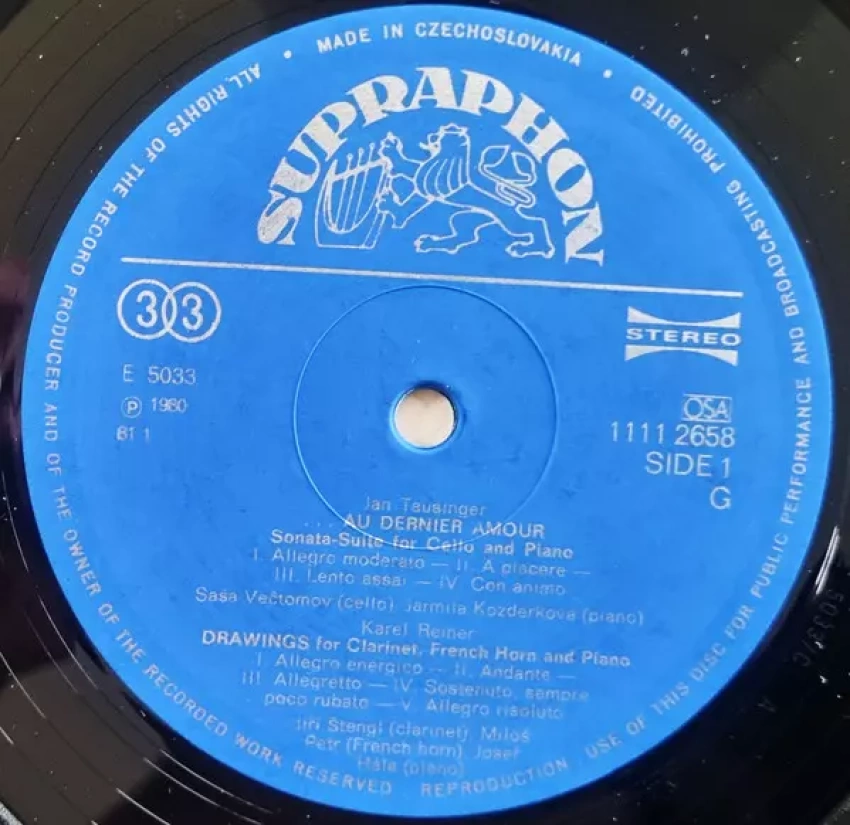 MADE IN CZECHOSLOVAKIA •
ALL RIGHTS OF THE RECORD PRODUCER AND OF THE OWNER OF THE RECORDED WORK RESERVED REPRODUCTION, USE OF THIS DISC FOR PUBLIC PERFORMANCE AND BROADCASTING PROHIBITED •
SUPRAPHON
33
STEREO
E 5033
Ⓟ 1980
81 1
OSA
1111 2658
SIDE 1
G
Jan Tausinger
... AU DERNIER AMOUR
Sonata-Suite for Cello and Piano
I. Allegro moderato — II. A piacere —
III. Lento assai — IV. Con animo
Saša Večtomov (cello), Jarmila Kozderková (piano)
Karel Reiner
DRAWINGS for Clarinet, French Horn and Piano
I. Allegro energico — II. Andante —
III. Allegretto — IV. Sostenuto, sempre
poco rubato — V. Allegro risoluto
Jiří Stengl (clarinet), Miloš
Petr (French horn), Josef
Hála (piano)